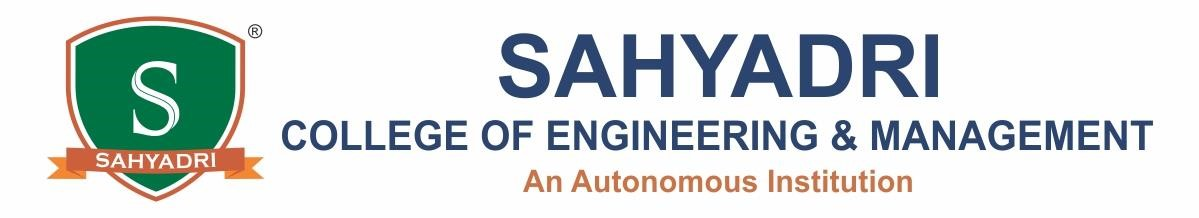 S
SAHYADRI
®
SAHYADRI
COLLEGE OF ENGINEERING & MANAGEMENT
An Autonomous Institution